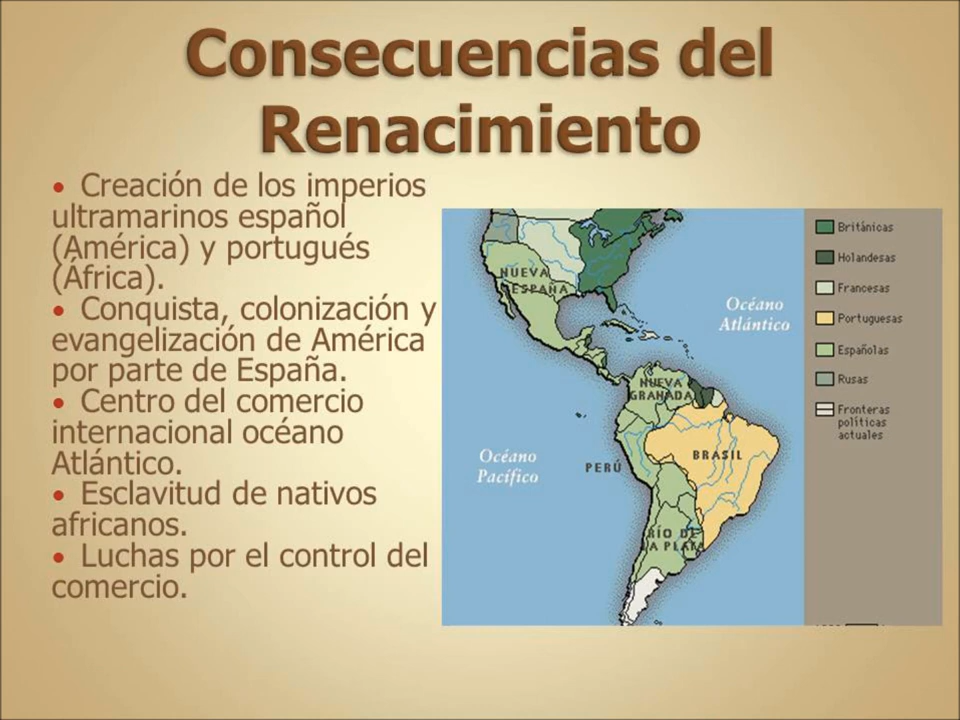 Consecuencias del
Renacimiento
• Creación de los imperios
ultramarinos español
(América) y portugués
(África).
• Conquista, colonización y
evangelización de América
por parte de España.
• Centro del comercio
internacional océano
Atlántico.
• Esclavitud de nativos
africanos.
• Luchas por el control del
comercio.
NUEVA
ESPAÑA
Océano
Atlántico
NUEVA
GRANADA
Océano
Pacífico
PERÚ
BRASIL
RÍO DE
LA PLATA
Británicas
Holandesas
Francesas
Portuguesas
Españolas
Rusas
Fronteras
políticas
actuales